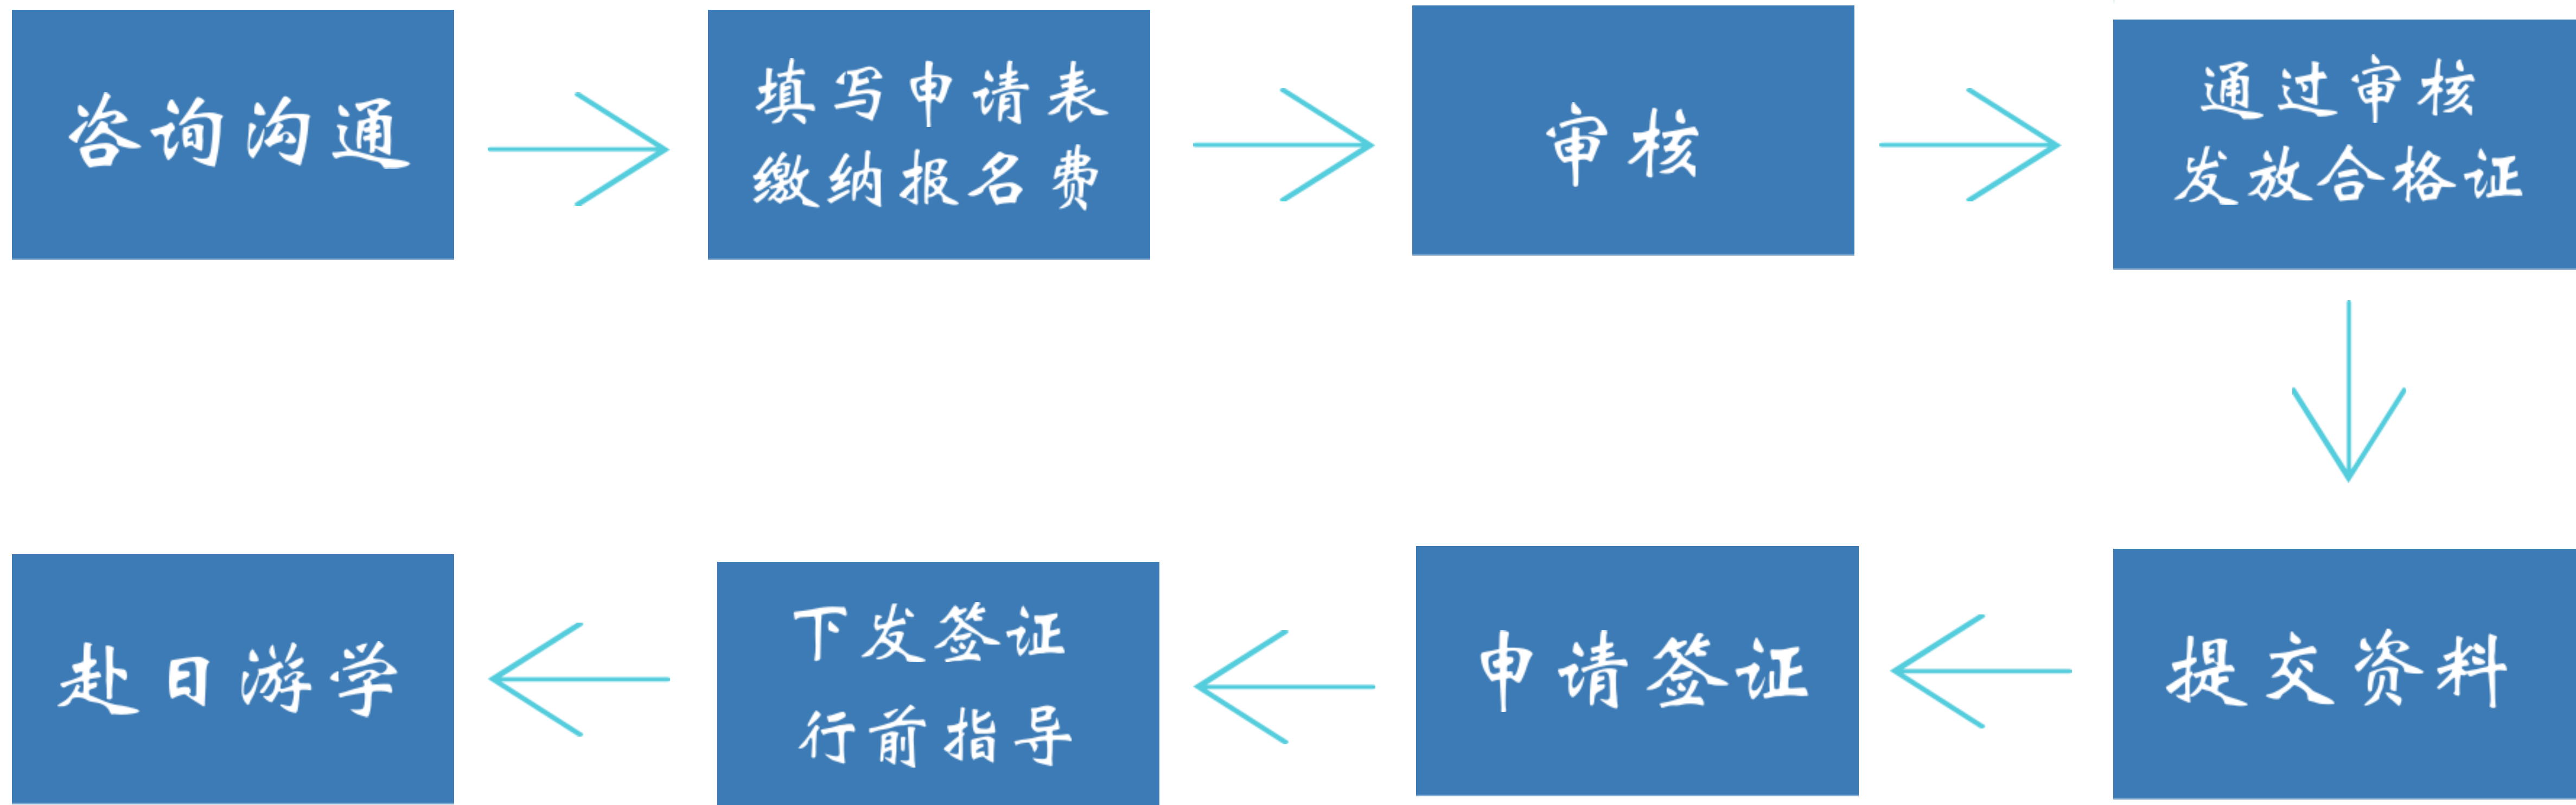 咨询沟通
填写申请表
缴纳报名费
审核
通过审核
发放合格证
提交资料
申请签证
下发签证
行前指导
赴日游学